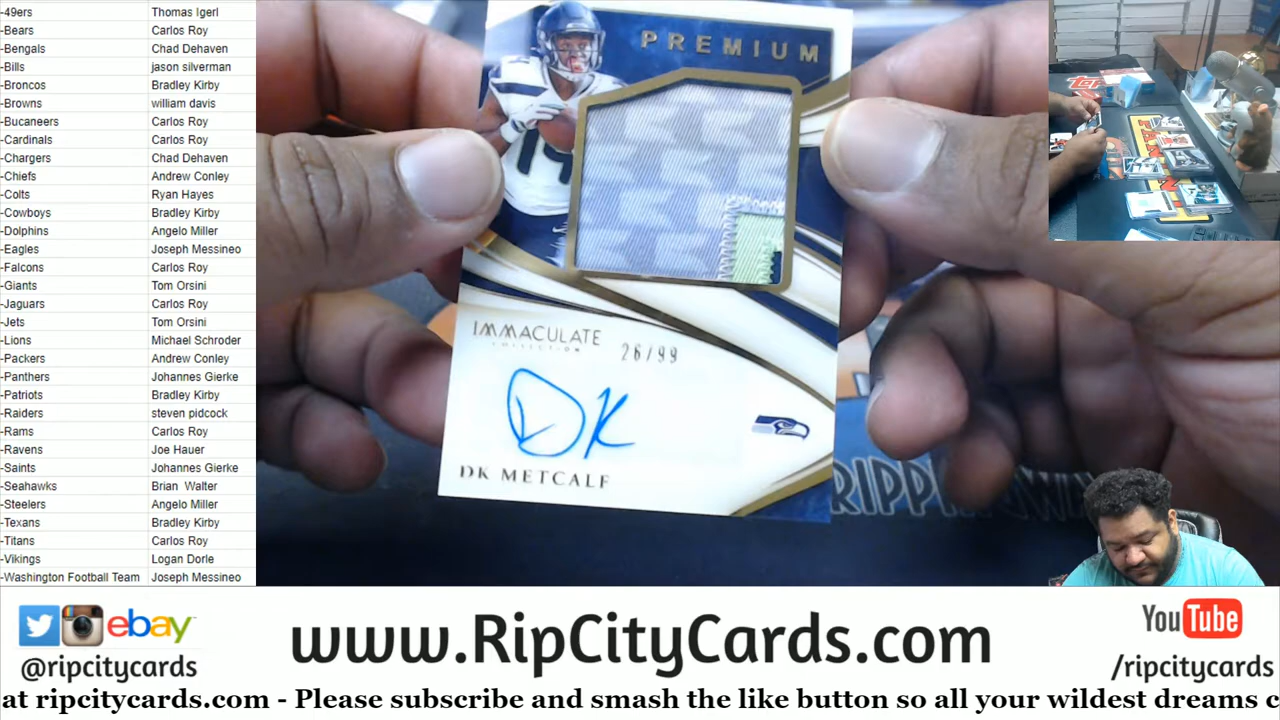 -49ers Thomas Igerl
-Bears Carlos Roy
-Bengals Chad Dehaven
-Bills jason silverman
-Broncos Bradley Kirby
-Browns william davis
-Bucaneers Carlos Roy
-Cardinals Carlos Roy
-Chargers Chad Dehaven
-Chiefs Andrew Conley
-Colts Ryan Hayes
-Cowboys Bradley Kirby
-Dolphins Angelo Miller
-Eagles Joseph Messineo
-Falcons Carlos Roy
-Giants Tom Orsini
-Jaguars Carlos Roy
-Jets Tom Orsini
-Lions Michael Schroder
-Packers Andrew Conley
-Panthers Johannes Gierke
-Patriots Bradley Kirby
-Raiders steven pidcock
-Rams Carlos Roy
-Ravens Joe Hauer
-Saints Johannes Gierke
-Seahawks Brian Walter
-Steelers Angelo Miller
-Texans Bradley Kirby
-Titans Carlos Roy
-Vikings Logan Dorle
-Washington Football Team Joseph Messineo
PREMIUM
14
IMMACULATE
COLLECTION
26/99
DK
DK METCALF
ebay
@ripcitycards
www.RipCityCards.com
YouTube
/ripcitycards
at ripcitycards.com - Please subscribe and smash the like button so all your wildest dreams c